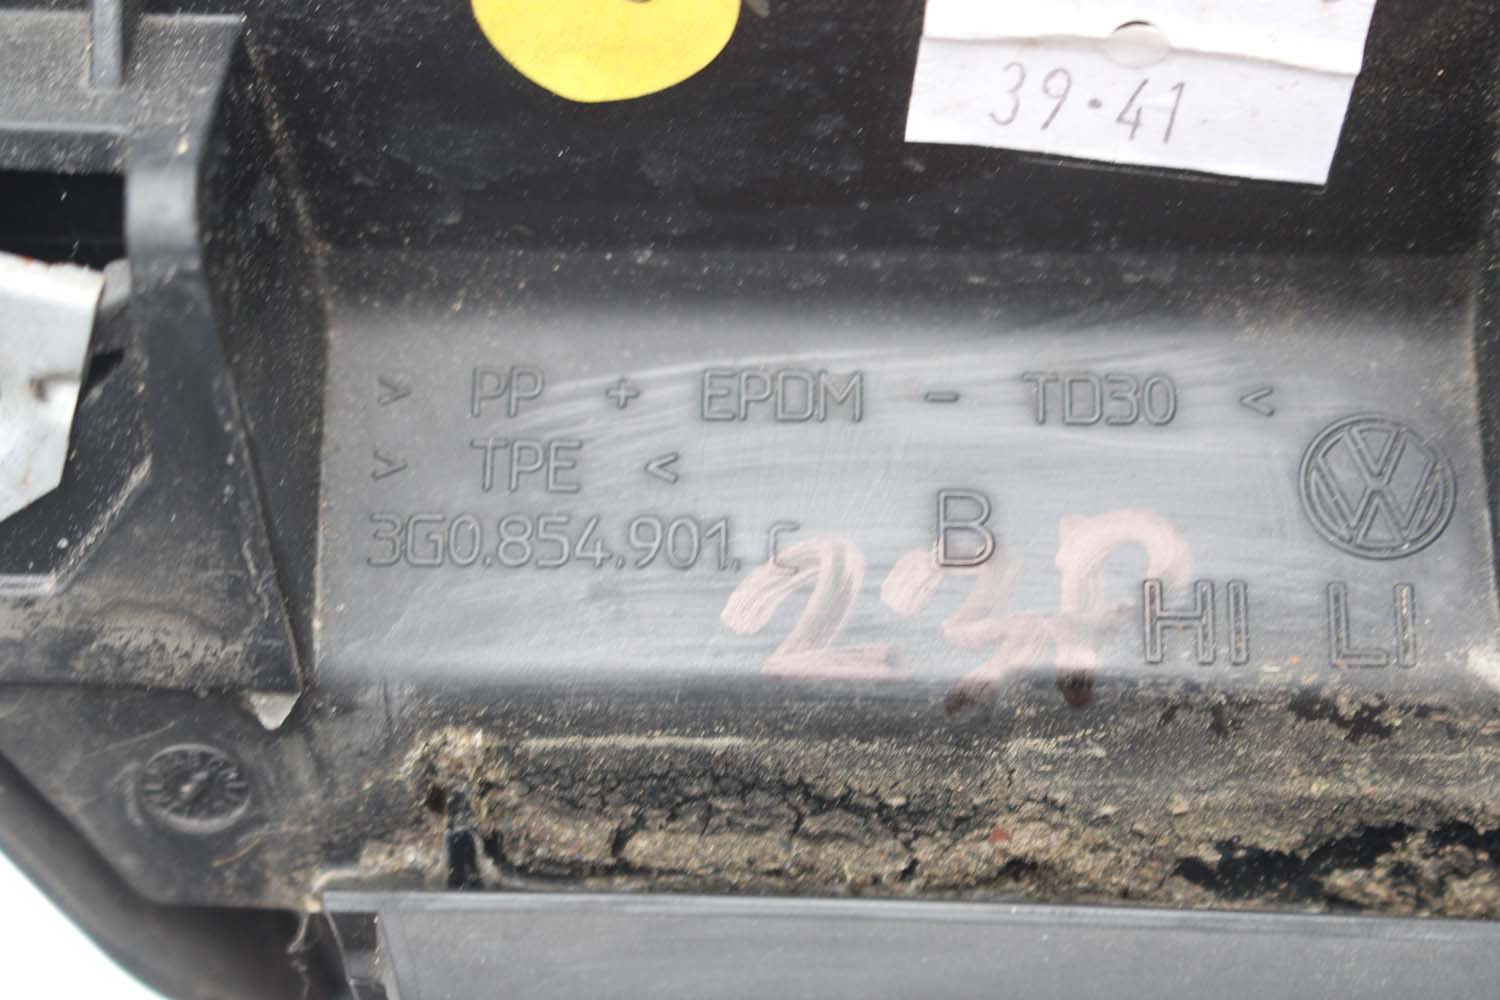 39.41
> PP + EPDM - TD30 <
> TPE <
3G0.854.901. C B
HI LI